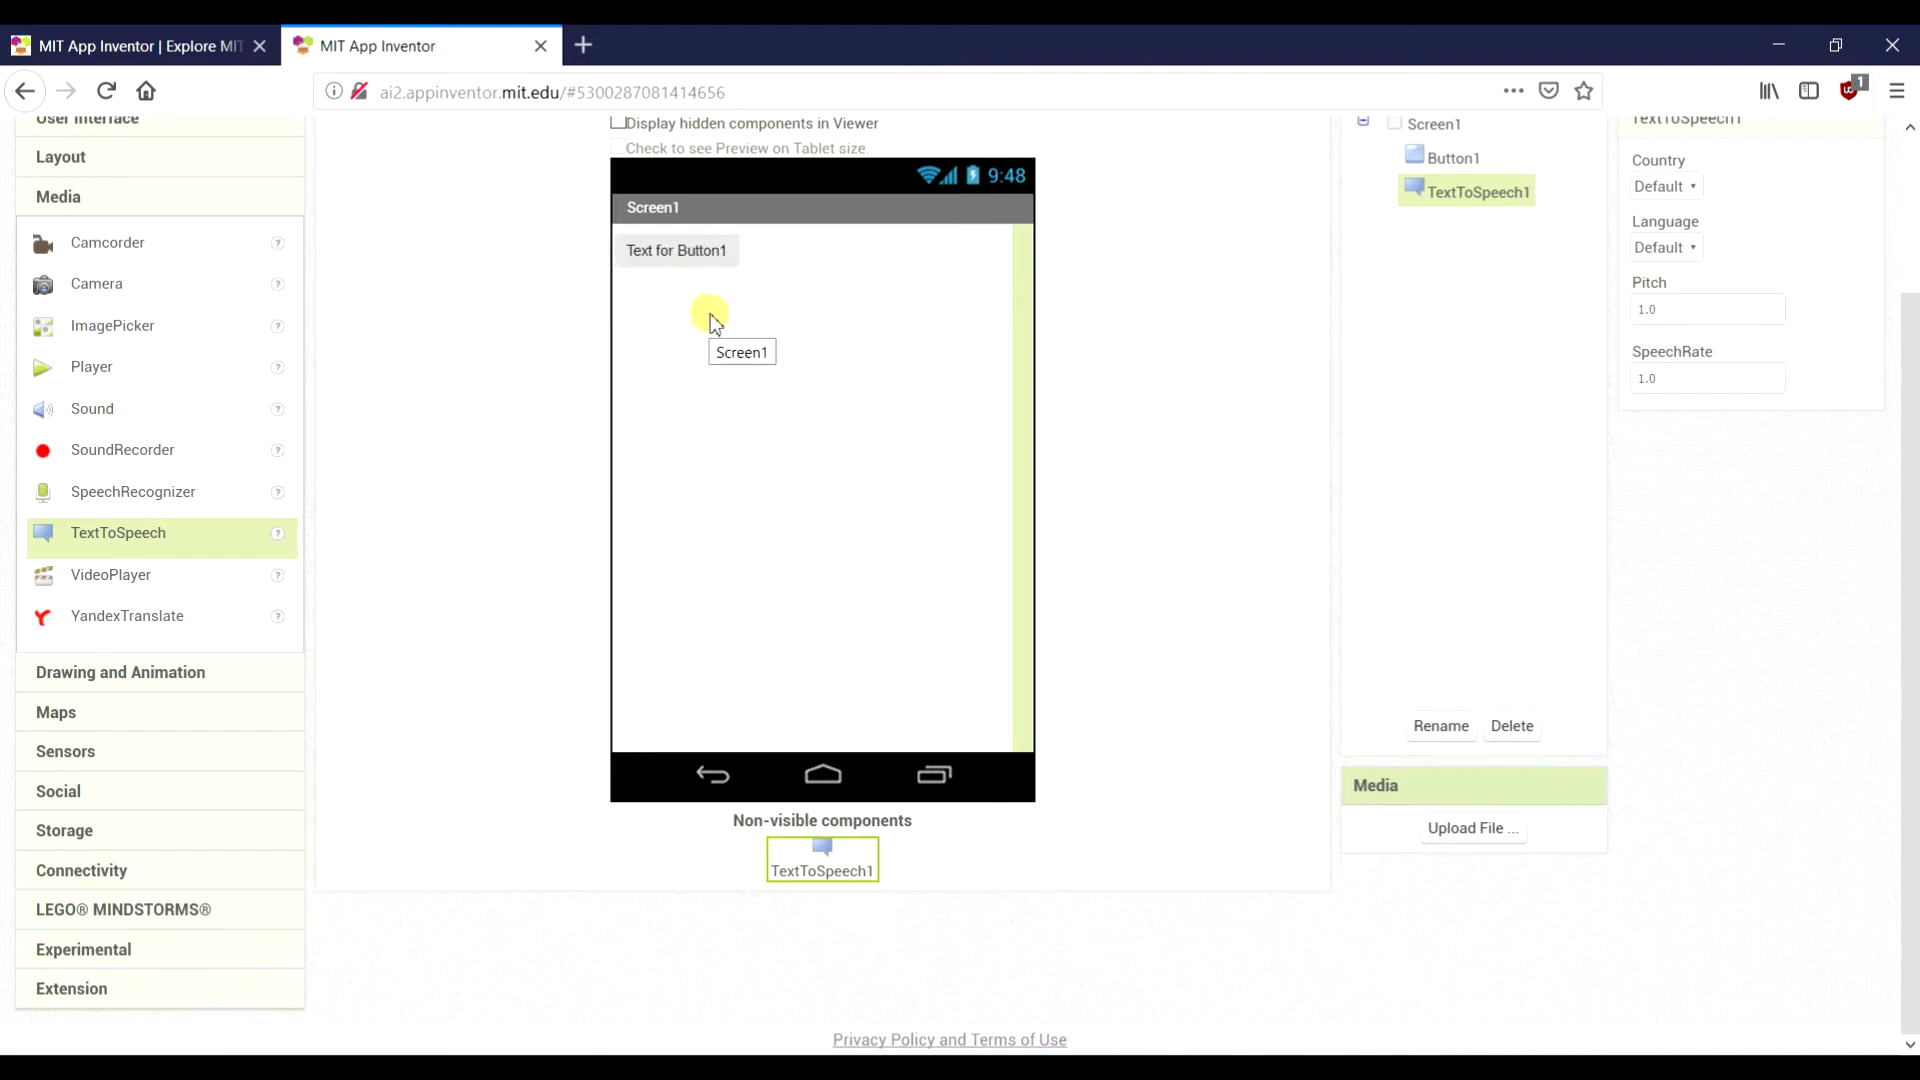 MIT App Inventor | Explore MIT
MIT App Inventor
ai2.appinventor.mit.edu/#5300287081414656
1
User Interface
Layout
Media
Camcorder
Camera
ImagePicker
Player
Sound
SoundRecorder
SpeechRecognizer
TextToSpeech
VideoPlayer
YandexTranslate
Drawing and Animation
Maps
Sensors
Social
Storage
Connectivity
LEGO® MINDSTORMS®
Experimental
Extension
Display hidden components in Viewer
Check to see Preview on Tablet size.
9:48
Screen1
Text for Button1
Screen1
Non-visible components
TextToSpeech1
Screen1
Button1
TextToSpeech1
Rename Delete
Media
Upload File ...
TextToSpeech1
Country
Default
Language
Default
Pitch
1.0
SpeechRate
1.0
Privacy Policy and Terms of Use